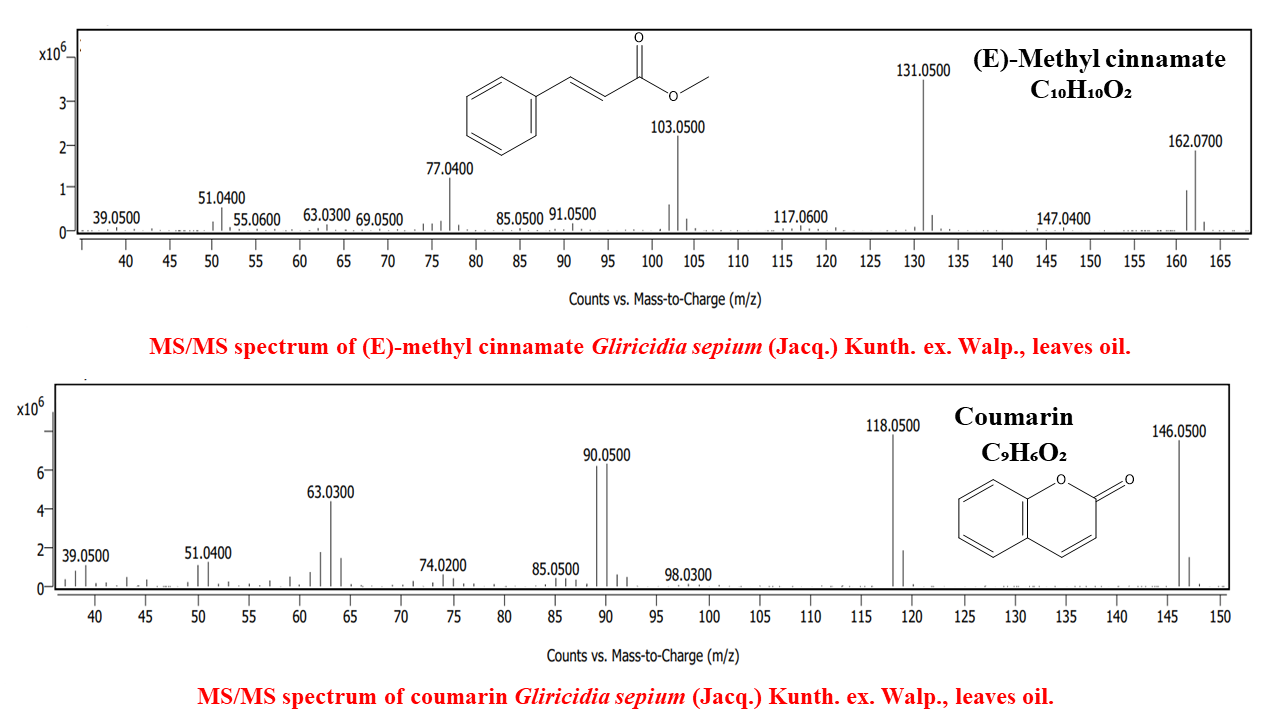 x10⁶
3
2
1
0
39.0500
51.0400
55.0600
63.0300
69.0500
77.0400
85.0500
91.0500
103.0500
117.0600
131.0500
147.0400
162.0700
O
O
(E)-Methyl cinnamate
C₁₀H₁₀O₂
40 45 50 55 60 65 70 75 80 85 90 95 100 105 110 115 120 125 130 135 140 145 150 155 160 165
Counts vs. Mass-to-Charge (m/z)
MS/MS spectrum of (E)-methyl cinnamate Gliricidia sepium (Jacq.) Kunth. ex. Walp., leaves oil.
x10⁶
6
4
2
0
39.0500
51.0400
63.0300
74.0200
85.0500
90.0500
98.0300
118.0500
146.0500
Coumarin
C₉H₆O₂
O
O
40 45 50 55 60 65 70 75 80 85 90 95 100 105 110 115 120 125 130 135 140 145 150
Counts vs. Mass-to-Charge (m/z)
MS/MS spectrum of coumarin Gliricidia sepium (Jacq.) Kunth. ex. Walp., leaves oil.